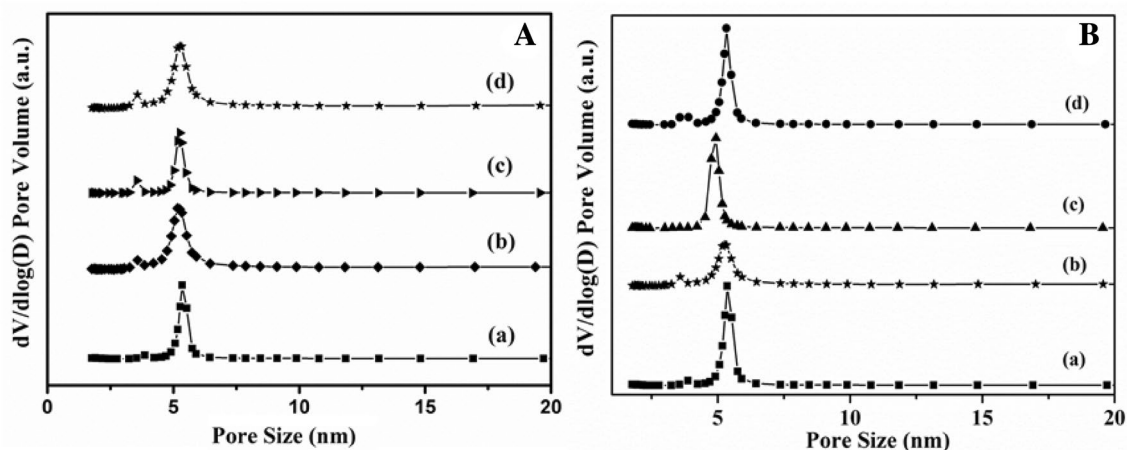 A
dV/dlog(D) Pore Volume (a.u.)
(d)
(c)
(b)
(a)
0 5 10 15 20
Pore Size (nm)
B
dV/dlog(D) Pore Volume (a.u.)
(d)
(c)
(b)
(a)
5 10 15 20
Pore Size (nm)